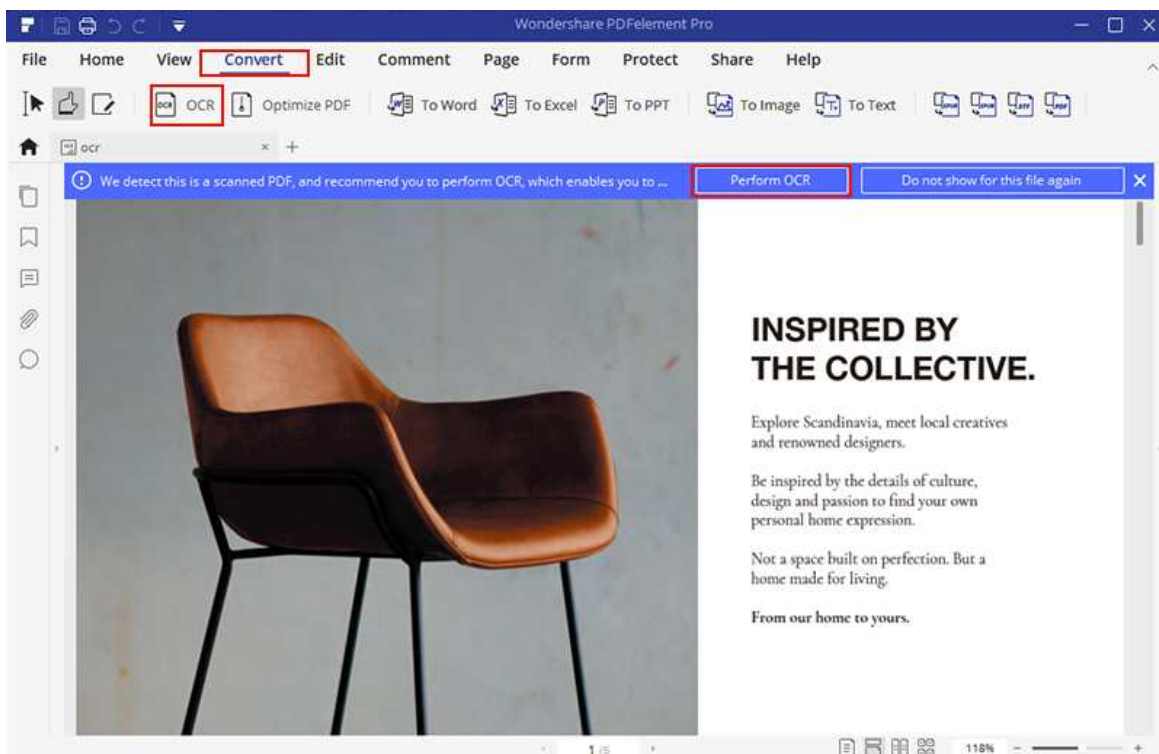 Wondershare PDFelement Pro
File Home View Convert Edit Comment Page Form Protect Share Help
OCR OCR Optimize PDF To Word To Excel To PPT To Image To Text
ocr
We detect this is a scanned PDF, and recommend you to perform OCR, which enables you to ... Perform OCR Do not show for this file again
INSPIRED BY
THE COLLECTIVE.
Explore Scandinavia, meet local creatives
and renowned designers.
Be inspired by the details of culture,
design and passion to find your own
personal home expression.
Not a space built on perfection. But a
home made for living.
From our home to yours.
1 /5 118%